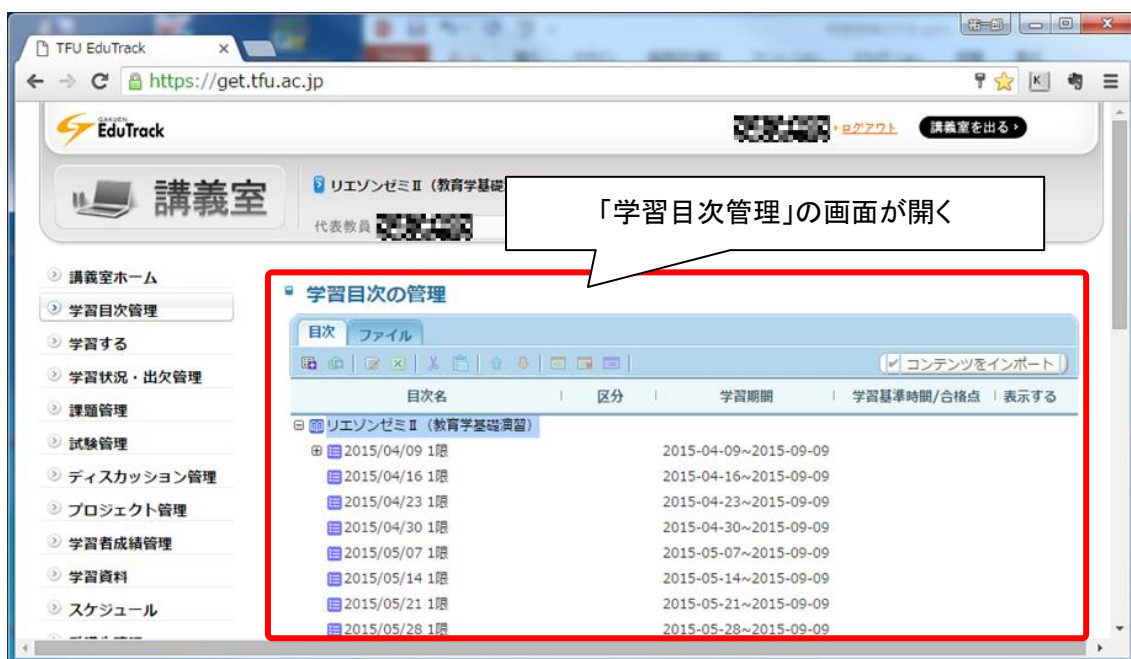 TFU EduTrack
https://get.tfu.ac.jp
GAKUEN
EduTrack
ログアウト
講義室を出る
講義室
リエゾンゼミⅡ（教育学基礎
代表教員
「学習目次管理」の画面が開く
講義室ホーム
学習目次管理
学習する
学習状況・出欠管理
課題管理
試験管理
ディスカッション管理
プロジェクト管理
学習者成績管理
学習資料
スケジュール
学習目次の管理
目次 ファイル
コンテンツをインポート
目次名 区分 学習期間 学習基準時間/合格点 表示する
リエゾンゼミⅡ（教育学基礎演習）
2015/04/09 1限 2015-04-09~2015-09-09
2015/04/16 1限 2015-04-16~2015-09-09
2015/04/23 1限 2015-04-23~2015-09-09
2015/04/30 1限 2015-04-30~2015-09-09
2015/05/07 1限 2015-05-07~2015-09-09
2015/05/14 1限 2015-05-14~2015-09-09
2015/05/21 1限 2015-05-21~2015-09-09
2015/05/28 1限 2015-05-28~2015-09-09